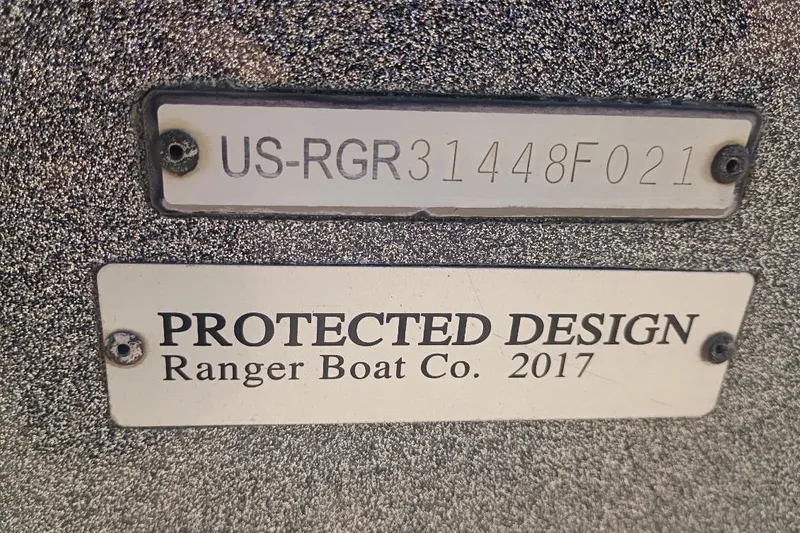 US-RGR31448F021
PROTECTED DESIGN
Ranger Boat Co. 2017